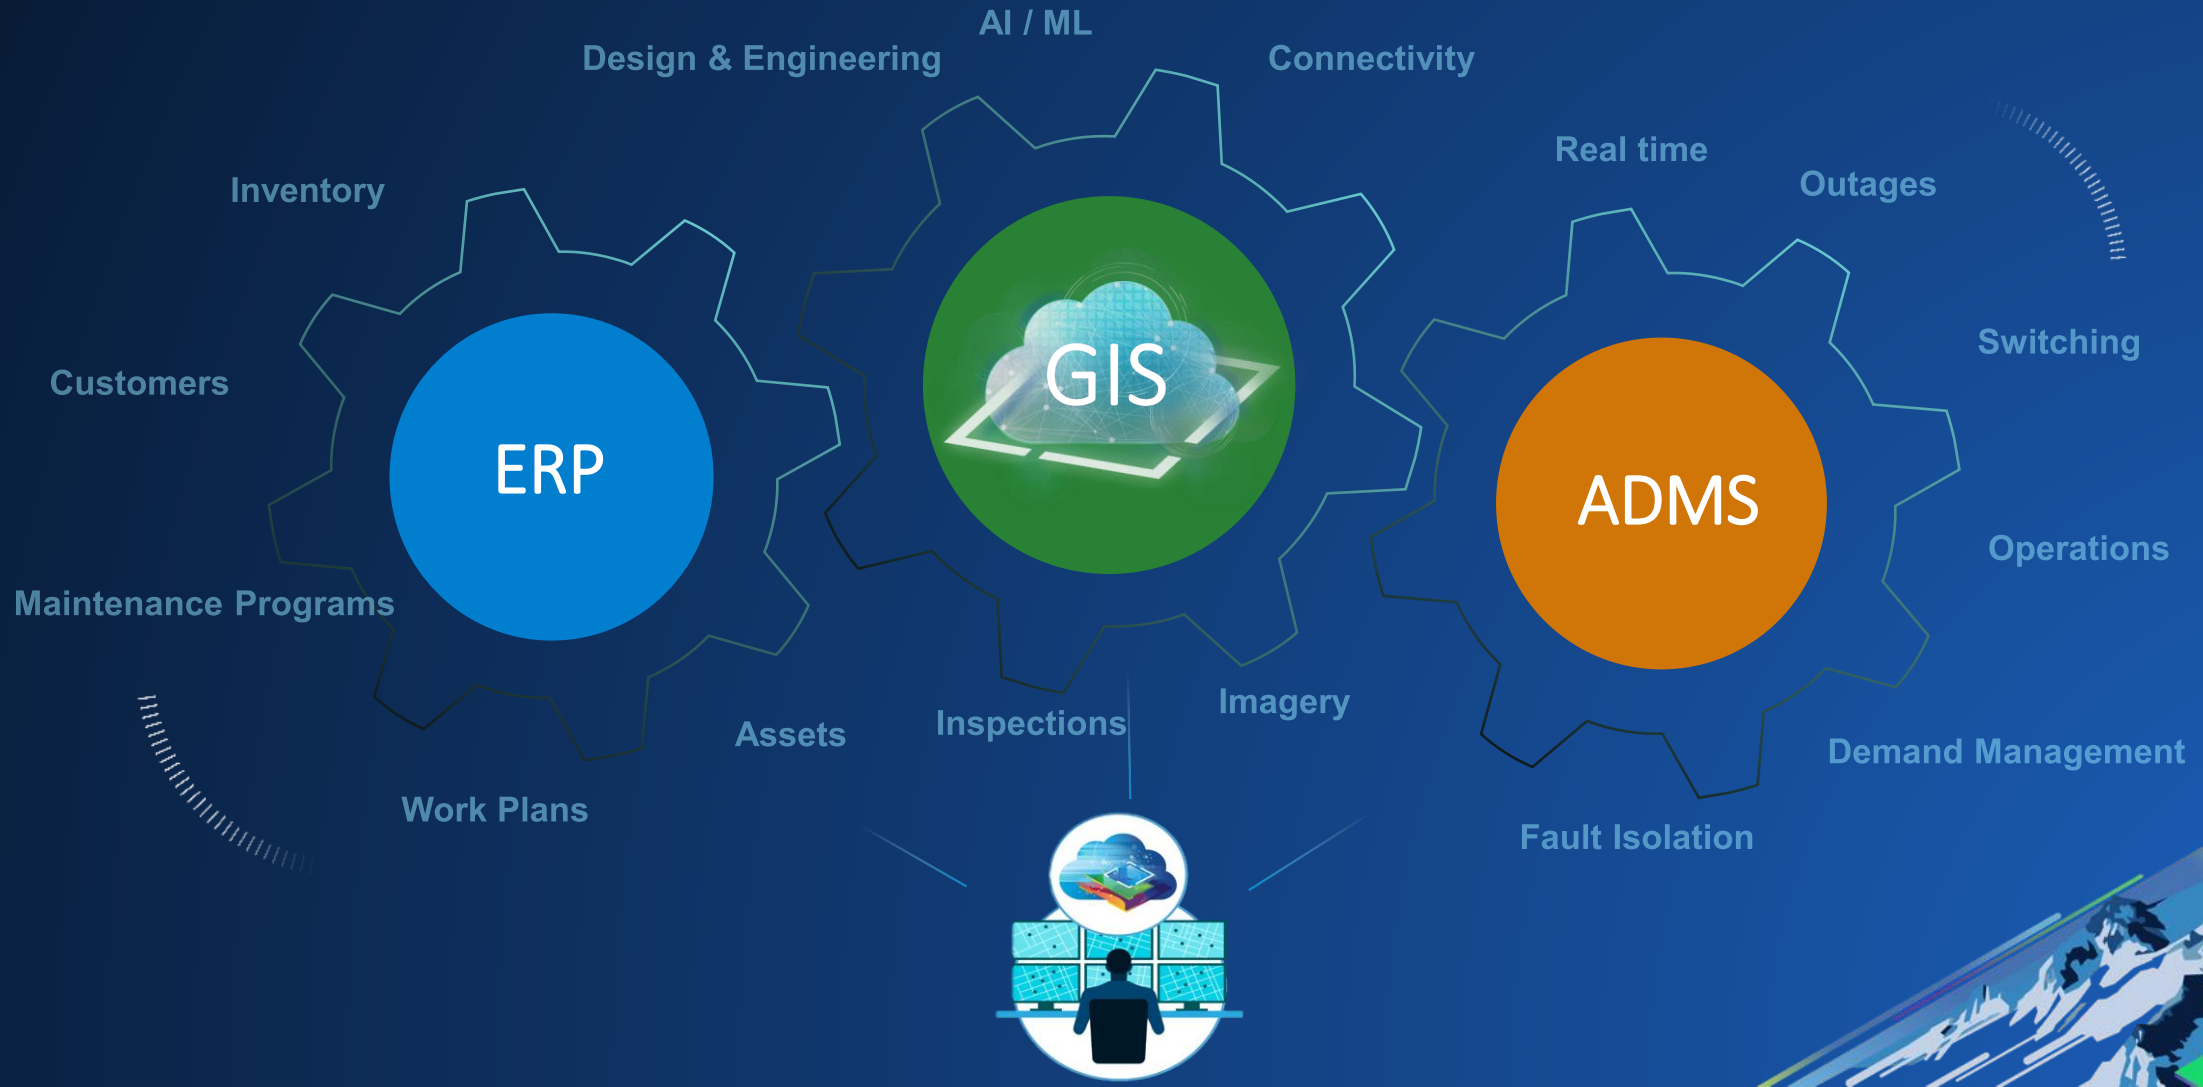 AI / ML
Design & Engineering
Connectivity
Real time
Outages
Inventory
Switching
GIS
Customers
ERP
ADMS
Operations
Maintenance Programs
Imagery
Inspections
Assets
Demand Management
Work Plans
Fault Isolation